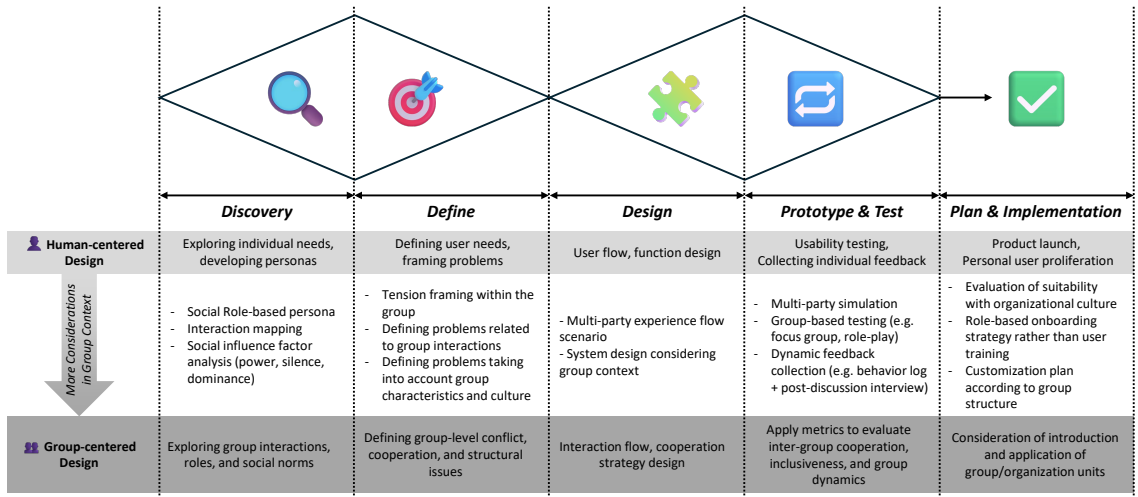 Discovery
Define
Design
Prototype & Test
Plan & Implementation
Human-centered
Design
Exploring individual needs,
developing personas
Defining user needs,
framing problems
User flow, function design
Usability testing,
Collecting individual feedback
Product launch,
Personal user proliferation
More Considerations
in Group Context
- Social Role-based persona
- Interaction mapping
- Social influence factor
analysis (power, silence,
dominance)
- Tension framing within the
group
- Defining problems related
to group interactions
- Defining problems taking
into account group
characteristics and culture
- Multi-party experience flow
scenario
- System design considering
group context
- Multi-party simulation
- Group-based testing (e.g.
focus group, role-play)
- Dynamic feedback
collection (e.g. behavior log
+ post-discussion interview)
- Evaluation of suitability
with organizational culture
- Role-based onboarding
strategy rather than user
training
- Customization plan
according to group
structure
Group-centered
Design
Exploring group interactions,
roles, and social norms
Defining group-level conflict,
cooperation, and structural
issues
Interaction flow, cooperation
strategy design
Apply metrics to evaluate
inter-group cooperation,
inclusiveness, and group
dynamics
Consideration of introduction
and application of
group/organization units